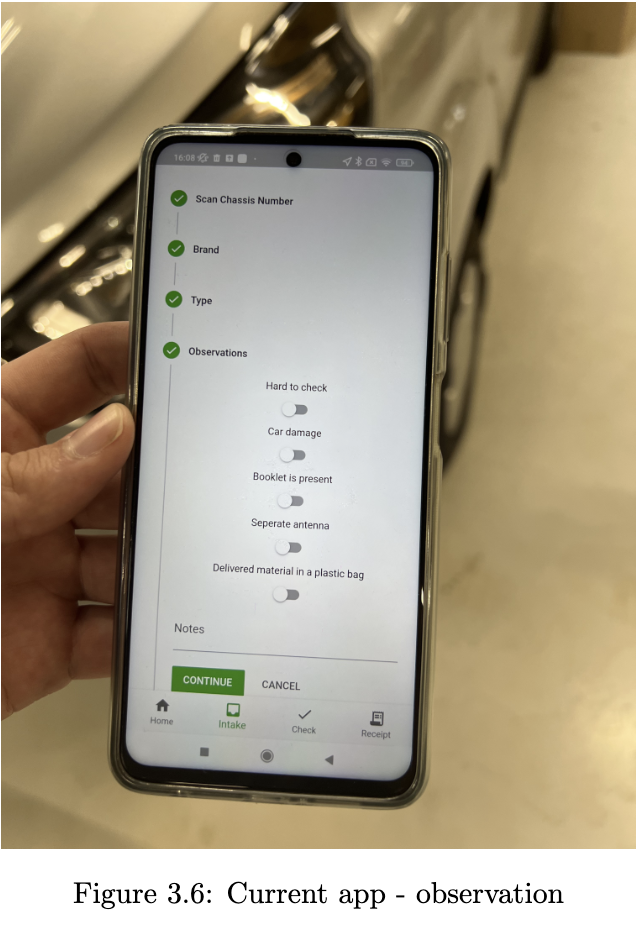 16:08
Scan Chassis Number
Brand
Type
Observations
Hard to check
Car damage
Booklet is present
Seperate antenna
Delivered material in a plastic bag
Notes
CONTINUE CANCEL
Home Intake Check Receipt
Figure 3.6: Current app - observation